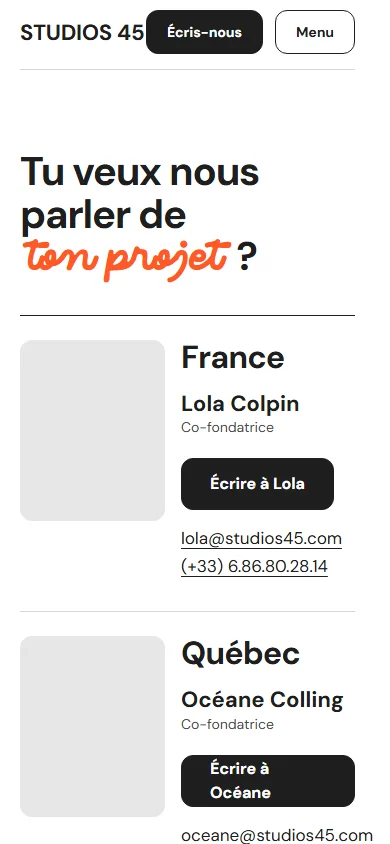 STUDIOS 45
Écris-nous
Menu
Tu veux nous
parler de
ton projet ?
France
Lola Colpin
Co-fondatrice
Écrire à Lola
lola@studios45.com
(+33) 6.86.80.28.14
Québec
Océane Colling
Co-fondatrice
Écrire à
Océane
oceane@studios45.com